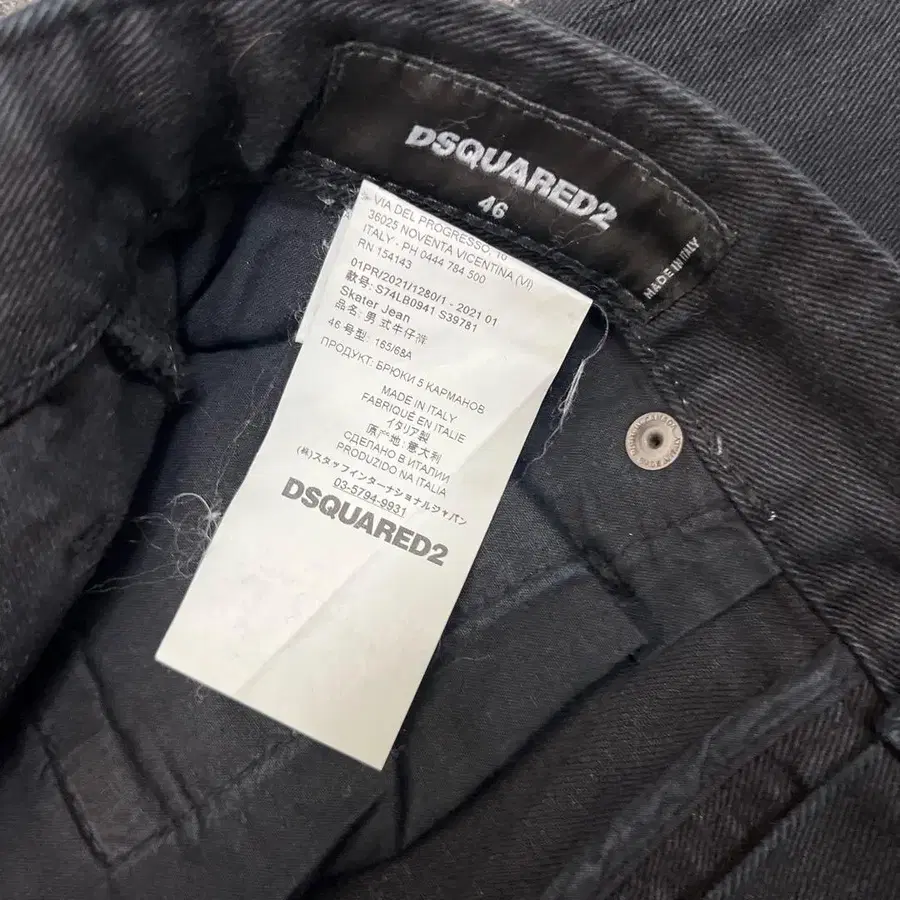 DSQUARED2
46
MADE IN ITALY
VIA DEL PROGRESSO, 10
36025 NOVENTA VICENTINA (VI)
ITALY - PH 0444 784 500
RN 154143
01PR/2021/1280/1 - 2021 01
款号: S74LB0941 S39781
Skater Jean
品名: 男式牛仔裤
46 号型: 165/68A
ПРОДУКТ: БРЮКИ 5 КАРМАНОВ
MADE IN ITALY
FABRIQUÉ EN ITALIE
イタリア製
原产地: 意大利
СДЕЛАНО В ИТАЛИИ
PRODUZIDO NA ITALIA
(株)スタッフインターナショナルジャパン
03-5794-9931
DSQUARED2